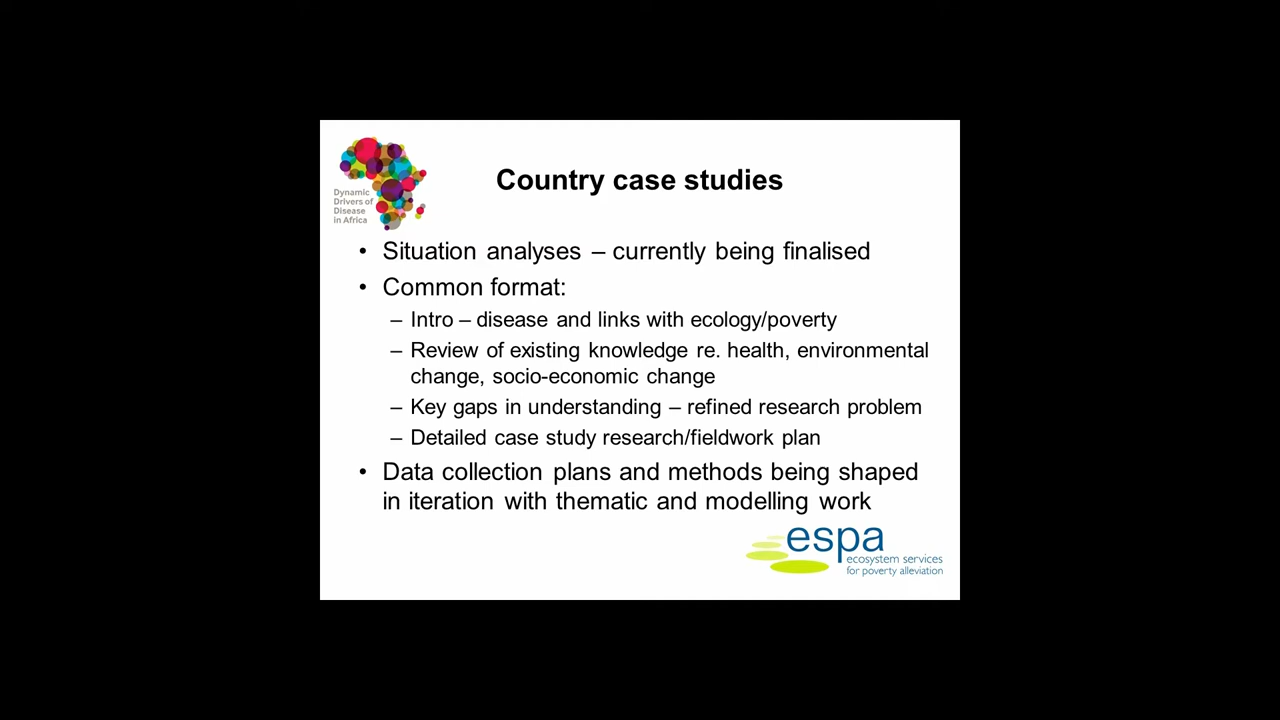 Dynamic
Drivers of
Disease
in Africa
Country case studies
• Situation analyses – currently being finalised
• Common format:
– Intro – disease and links with ecology/poverty
– Review of existing knowledge re. health, environmental
change, socio-economic change
– Key gaps in understanding – refined research problem
– Detailed case study research/fieldwork plan
• Data collection plans and methods being shaped
in iteration with thematic and modelling work
espa
ecosystem services
for poverty alleviation